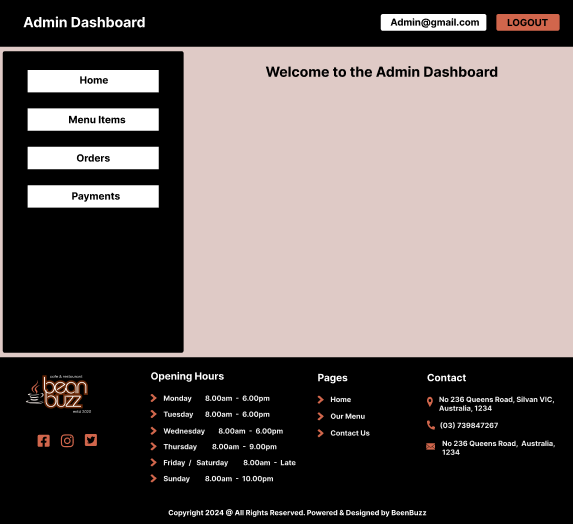 Admin Dashboard
Admin@gmail.com
LOGOUT
Home
Menu Items
Orders
Payments
Welcome to the Admin Dashboard
cafe & restaurant
bean
buzz
estd 2020
Opening Hours
Monday 8.00am - 6.00pm
Tuesday 8.00am - 6.00pm
Wednesday 8.00am - 6.00pm
Thursday 8.00am - 9.00pm
Friday / Saturday 8.00am - Late
Sunday 8.00am - 10.00pm
Pages
Home
Our Menu
Contact Us
Contact
No 236 Queens Road, Silvan VIC,
Australia, 1234
(03) 739847267
No 236 Queens Road, Australia,
1234
Copyright 2024 @ All Rights Reserved. Powered & Designed by BeenBuzz